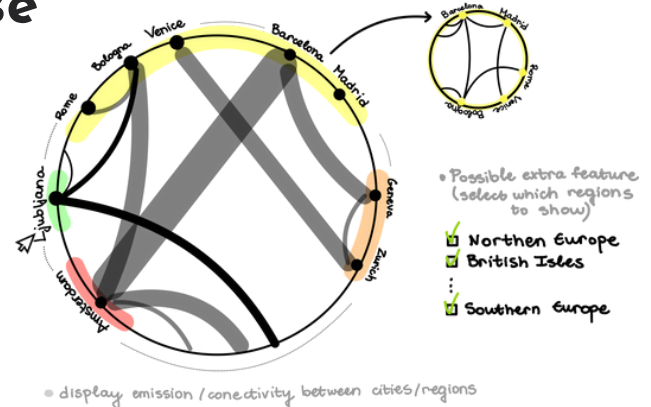 se
Venice
Bologna
Rome
Barcelona
Madrid
Ljubljana
Geneva
Zurich
Amsterdam
Barcelona
Madrid
Rome
Venice
Bologna
• Possible extra feature
(select which regions
to show)
Northen Europe
British Isles
⋮
Southern Europe
• display emission / conectivity between cities/regions